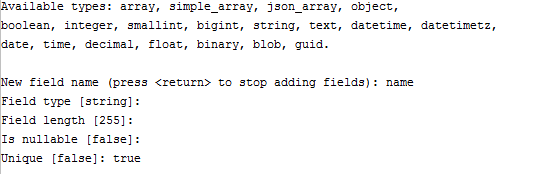 Available types: array, simple_array, json_array, object,
boolean, integer, smallint, bigint, string, text, datetime, datetimetz,
date, time, decimal, float, binary, blob, guid.
New field name (press <return> to stop adding fields): name
Field type [string]:
Field length [255]:
Is nullable [false]:
Unique [false]: true